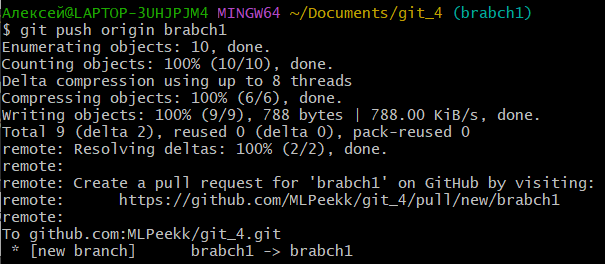 Алексей@LAPTOP-3UHJPJM4 MINGW64 ~/Documents/git_4 (brabch1)
$ git push origin brabch1
Enumerating objects: 10, done.
Counting objects: 100% (10/10), done.
Delta compression using up to 8 threads
Compressing objects: 100% (6/6), done.
Writing objects: 100% (9/9), 788 bytes | 788.00 KiB/s, done.
Total 9 (delta 2), reused 0 (delta 0), pack-reused 0
remote: Resolving deltas: 100% (2/2), done.
remote:
remote: Create a pull request for 'brabch1' on GitHub by visiting:
remote:      https://github.com/MLPeekk/git_4/pull/new/brabch1
remote:
To github.com:MLPeekk/git_4.git
 * [new branch]      brabch1 -> brabch1